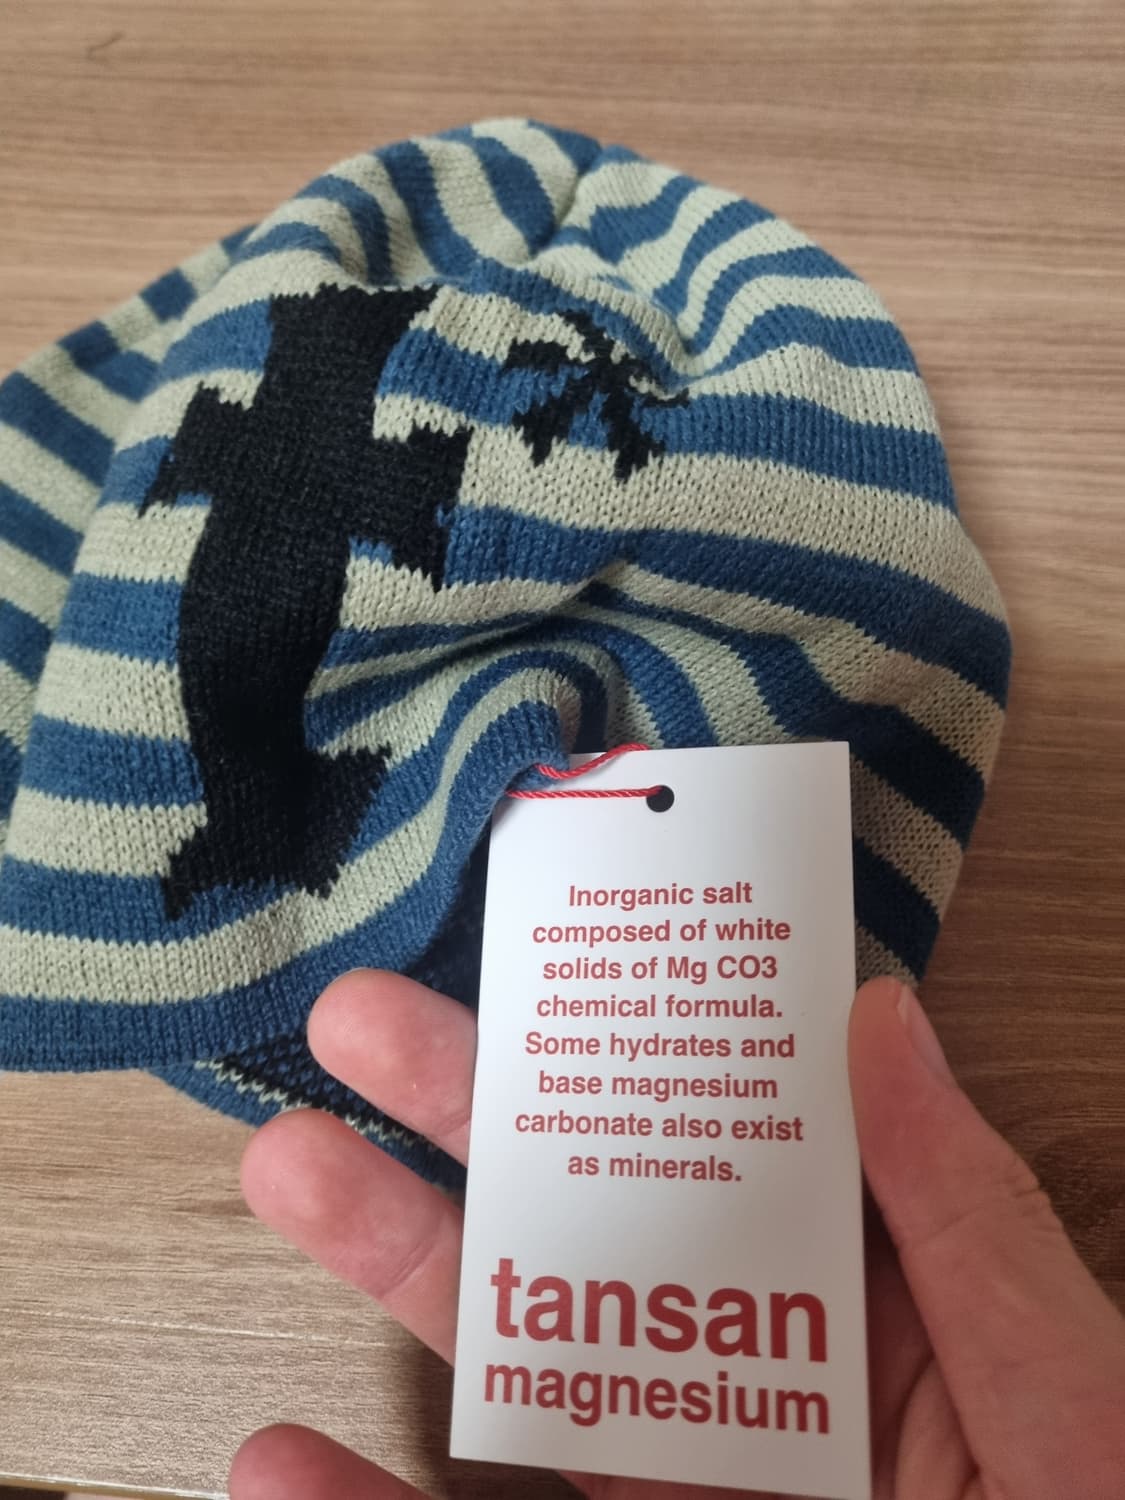 Inorganic salt
composed of white
solids of Mg CO3
chemical formula.
Some hydrates and
base magnesium
carbonate also exist
as minerals.
tansan
magnesium